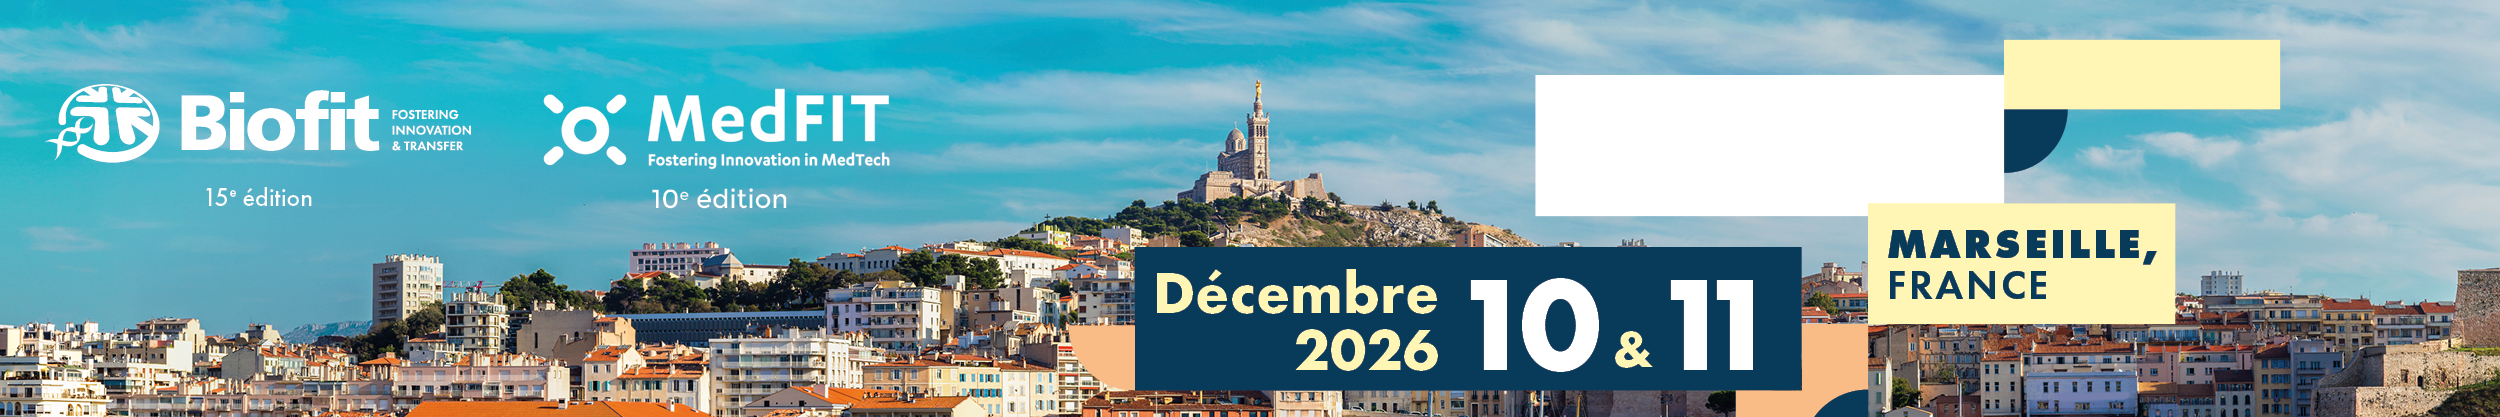 Biofit
FOSTERING
INNOVATION
& TRANSFER
15e édition
MedFIT
Fostering Innovation in MedTech
10e édition
Décembre
2026
10 & 11
MARSEILLE,
FRANCE